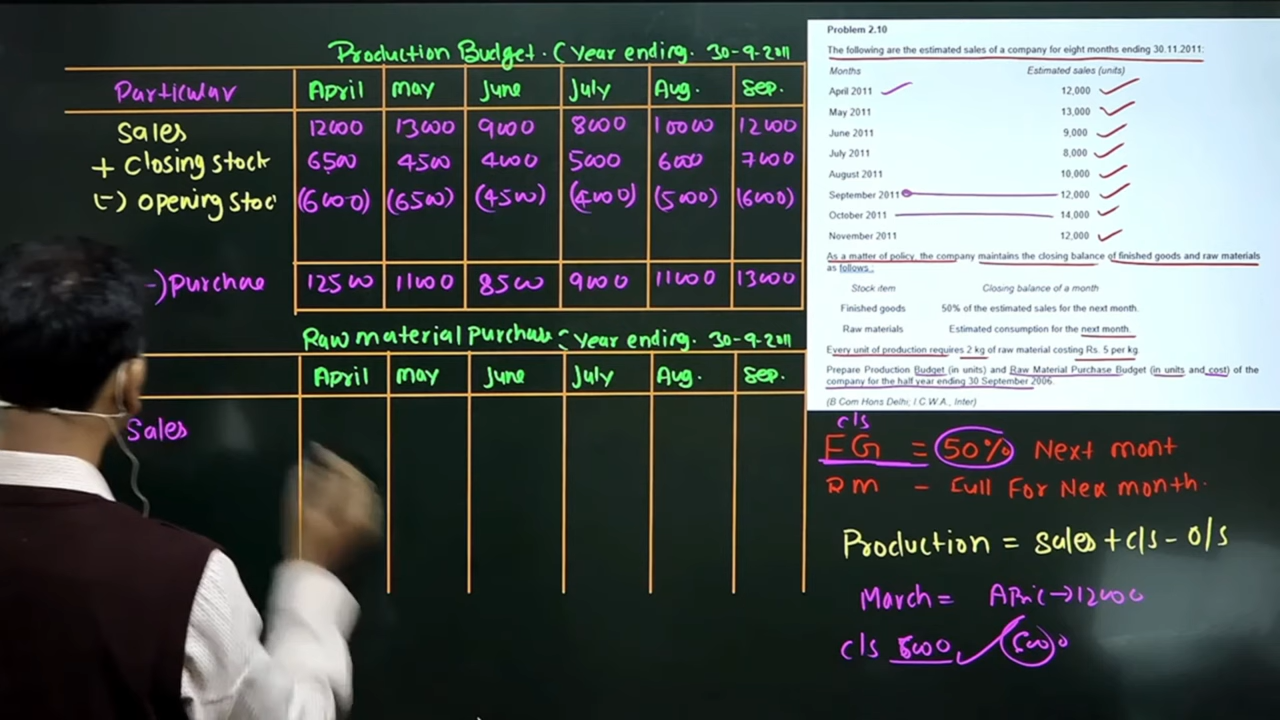 Production Budget. (Year ending. 30-9-2011
Particular April May June July Aug. Sep.
Sales 12000 13000 9000 8000 10000 12000
+ Closing stock 6500 4500 4000 5000 6000 7000
(-) opening stoc (6000) (6500) (4500) (4000) (5000) (6000)
-) Purchase 12500 11000 8500 9000 11000 13000
Raw material Purchase :- Year ending. 30-9-2011
April May June July Aug. Sep.
Sales
Problem 2.10
The following are the estimated sales of a company for eight months ending 30.11.2011:
Months Estimated sales (units)
April 2011 12,000
May 2011 13,000
June 2011 9,000
July 2011 8,000
August 2011 10,000
September 2011 12,000
October 2011 14,000
November 2011 12,000
As a matter of policy, the company maintains the closing balance of finished goods and raw materials
as follows :
Stock item Closing balance of a month
Finished goods 50% of the estimated sales for the next month.
Raw materials Estimated consumption for the next month.
Every unit of production requires 2 kg of raw material costing Rs. 5 per kg
Prepare Production Budget (in units) and Raw Material Purchase Budget (in units and cost) of the
company for the half year ending 30 September 2006.
(B Com Hons Delhi; I.C.W.A., Inter)
c/s
FG = 50% Next mont
RM - Full For Nex month.
Production = Sales + c/s - o/s
March = April → 12000
c/s 6000